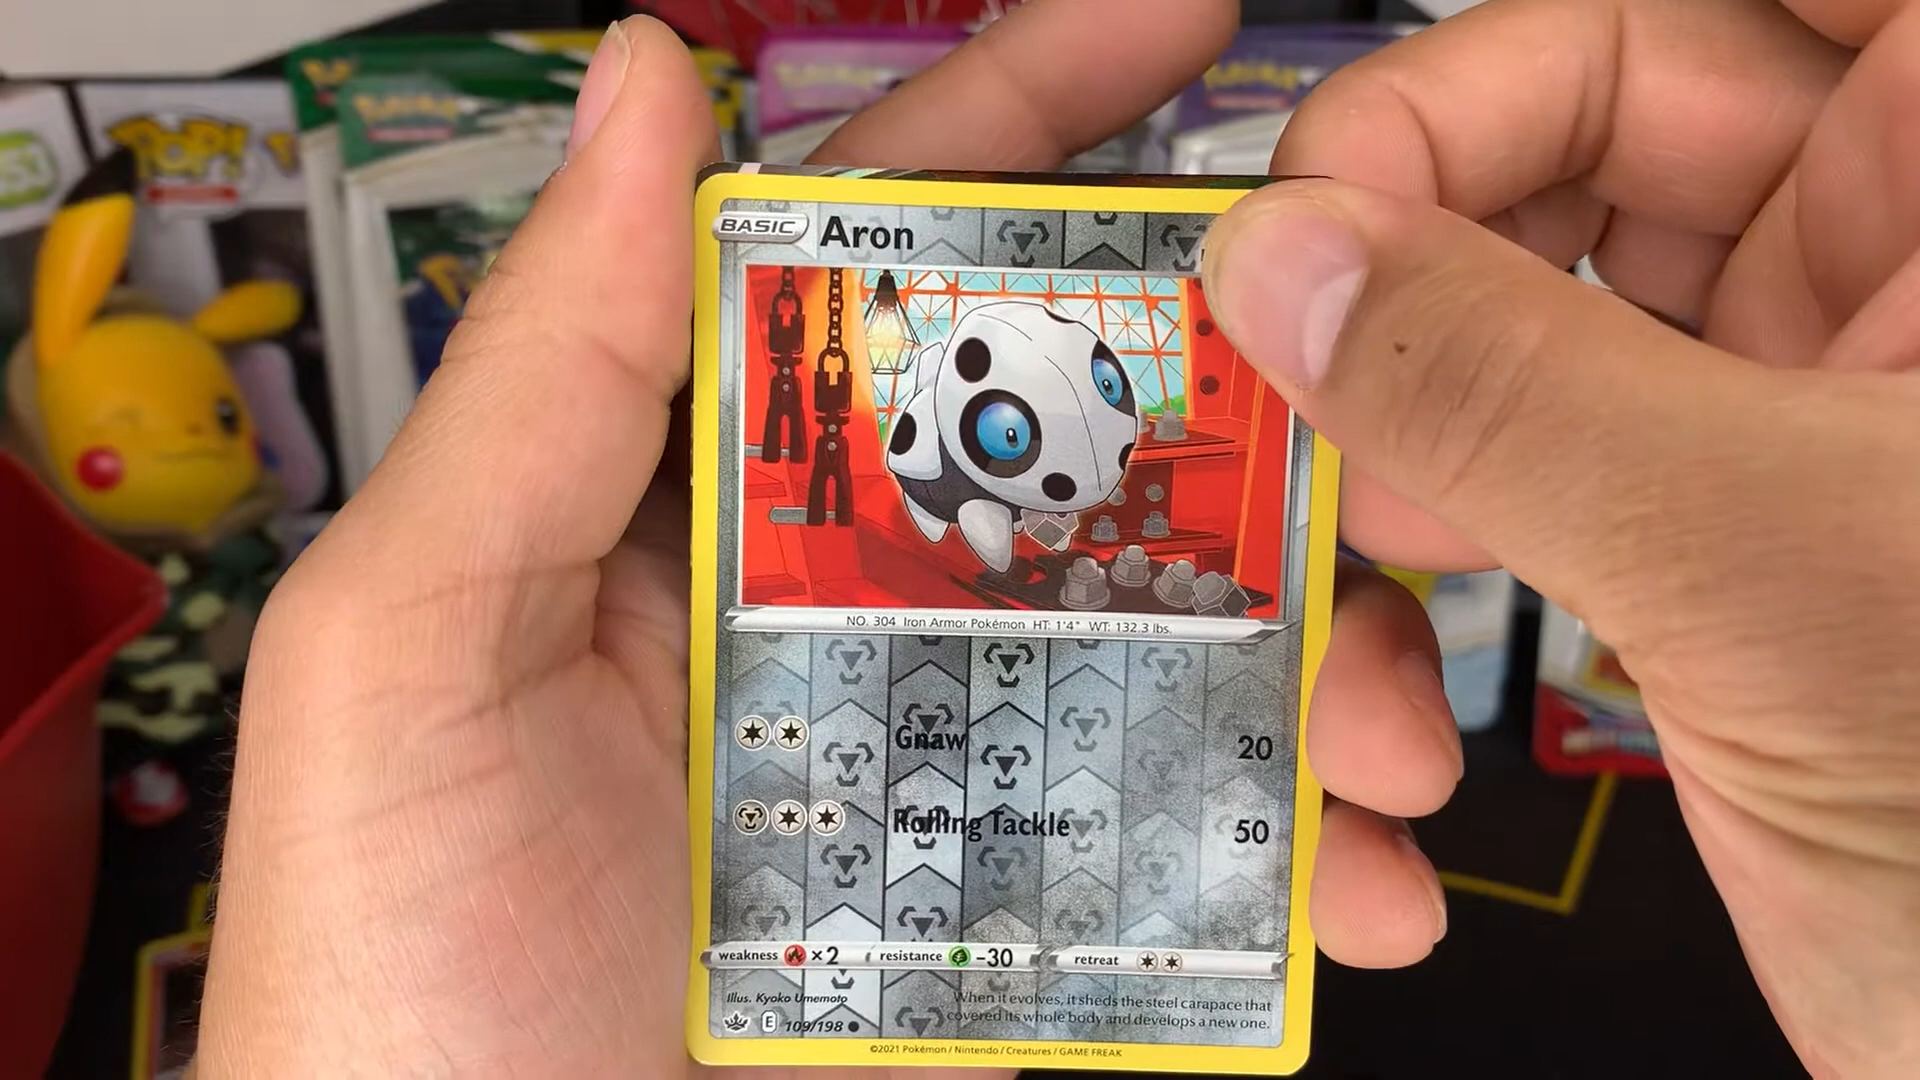 POP!
BASIC Aron
NO. 304 Iron Armor Pokémon HT: 1'4" WT: 132.3 lbs.
Gnaw 20
Rolling Tackle 50
weakness ×2 resistance -30 retreat
Illus. Kyoko Umemoto
When it evolves, it sheds the steel carapace that
covered its whole body and develops a new one.
E 109/198
©2021 Pokémon / Nintendo / Creatures / GAME FREAK